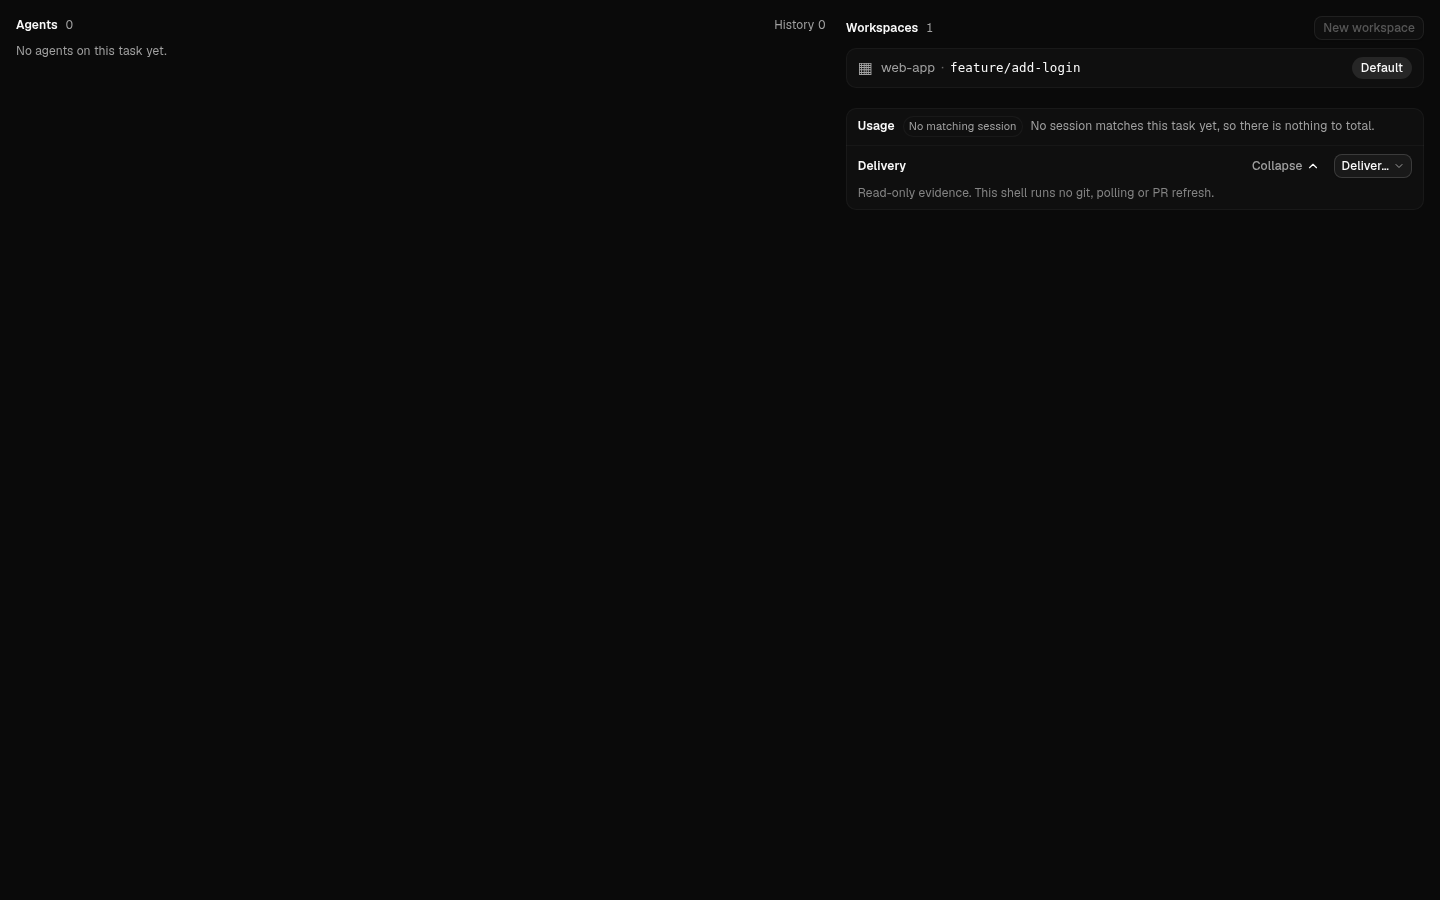 Agents 0
History 0
No agents on this task yet.
Workspaces 1
New workspace
web-app · feature/add-login
Default
Usage No matching session No session matches this task yet, so there is nothing to total.
Delivery
Collapse
Deliver...
Read-only evidence. This shell runs no git, polling or PR refresh.